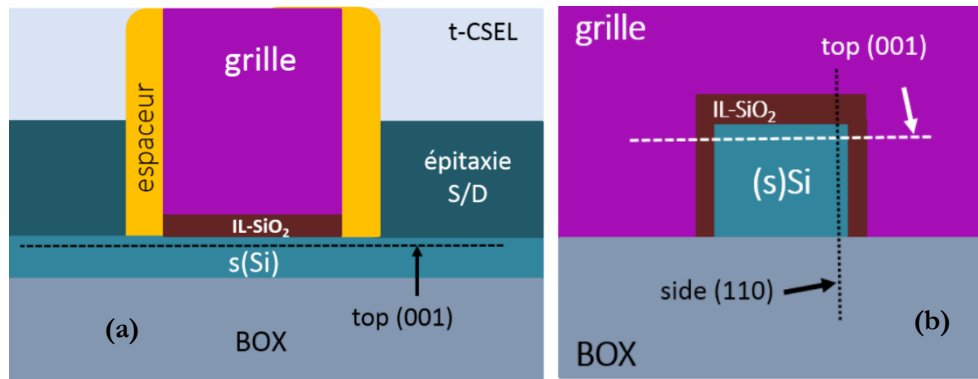 t-CSEL
grille
espaceur
épitaxie
S/D
IL-SiO₂
s(Si)
top (001)
(a)
BOX
grille
top (001)
IL-SiO₂
(s)Si
side (110)
(b)
BOX